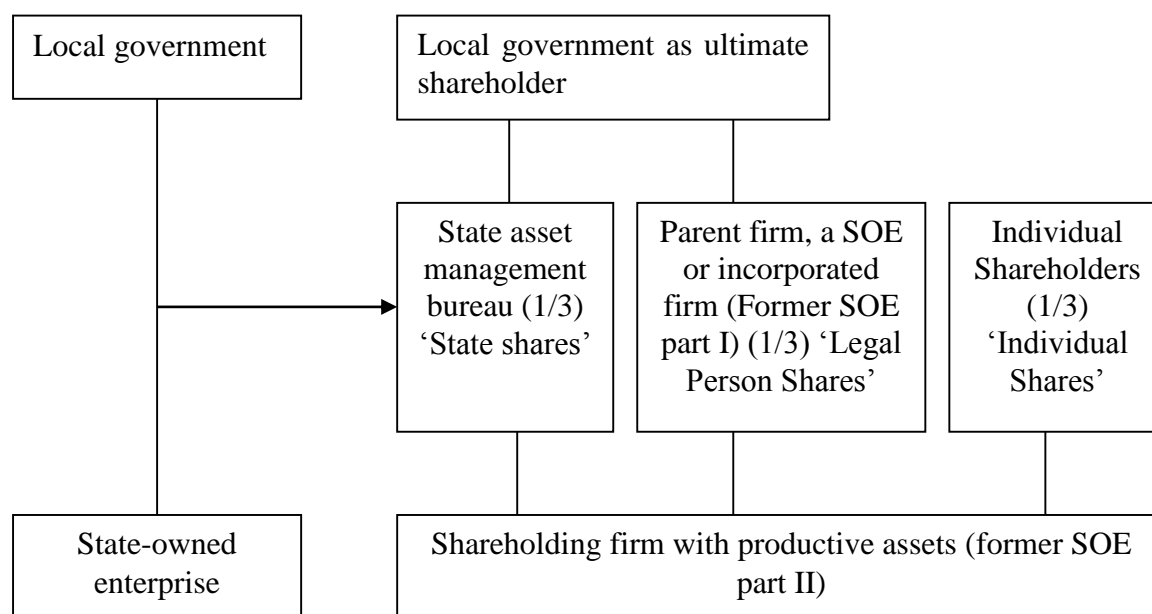 Local government
Local government as ultimate
shareholder
State asset
management
bureau (1/3)
‘State shares’
Parent firm, a SOE
or incorporated
firm (Former SOE
part I) (1/3) ‘Legal
Person Shares’
Individual
Shareholders
(1/3)
‘Individual
Shares’
State-owned
enterprise
Shareholding firm with productive assets (former SOE
part II)